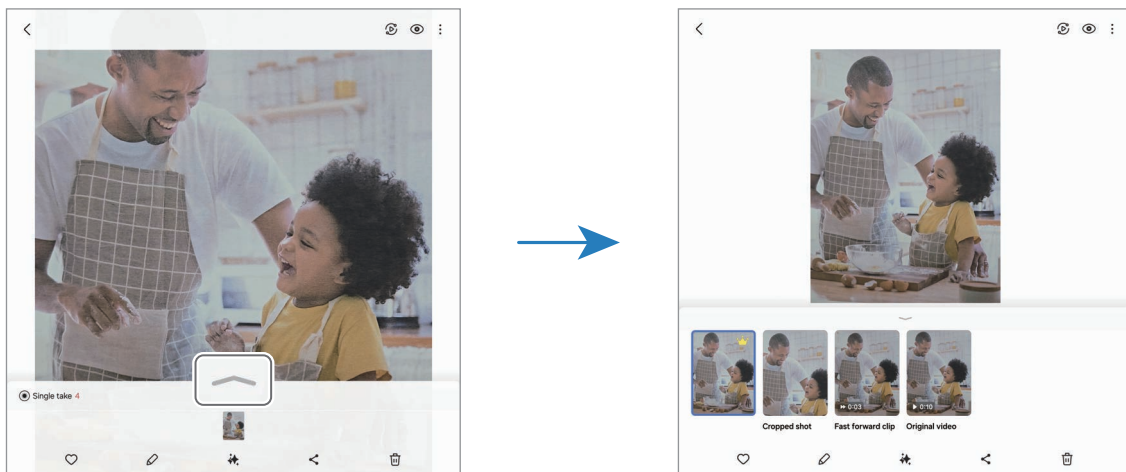 Single take 4
0:03
0:10
Cropped shot
Fast forward clip
Original video